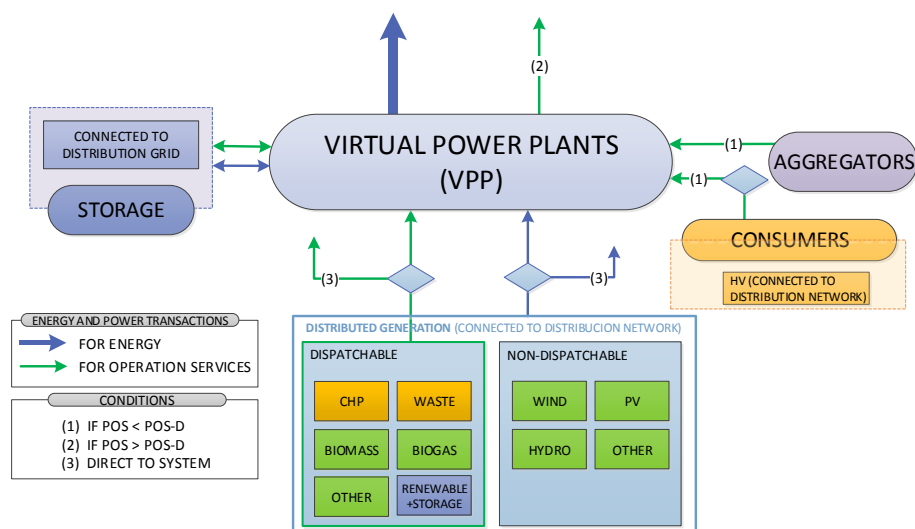 (2)
CONNECTED TO
DISTRIBUTION GRID
STORAGE
VIRTUAL POWER PLANTS
(VPP)
(1)
AGGREGATORS
(1)
CONSUMERS
HV (CONNECTED TO
DISTRIBUTION NETWORK)
(3)
(3)
ENERGY AND POWER TRANSACTIONS
FOR ENERGY
FOR OPERATION SERVICES
CONDITIONS
(1) IF POS < POS-D
(2) IF POS > POS-D
(3) DIRECT TO SYSTEM
DISTRIBUTED GENERATION (CONNECTED TO DISTRIBUCION NETWORK)
DISPATCHABLE
CHP
WASTE
BIOMASS
BIOGAS
OTHER
RENEWABLE
+STORAGE
NON-DISPATCHABLE
WIND
PV
HYDRO
OTHER